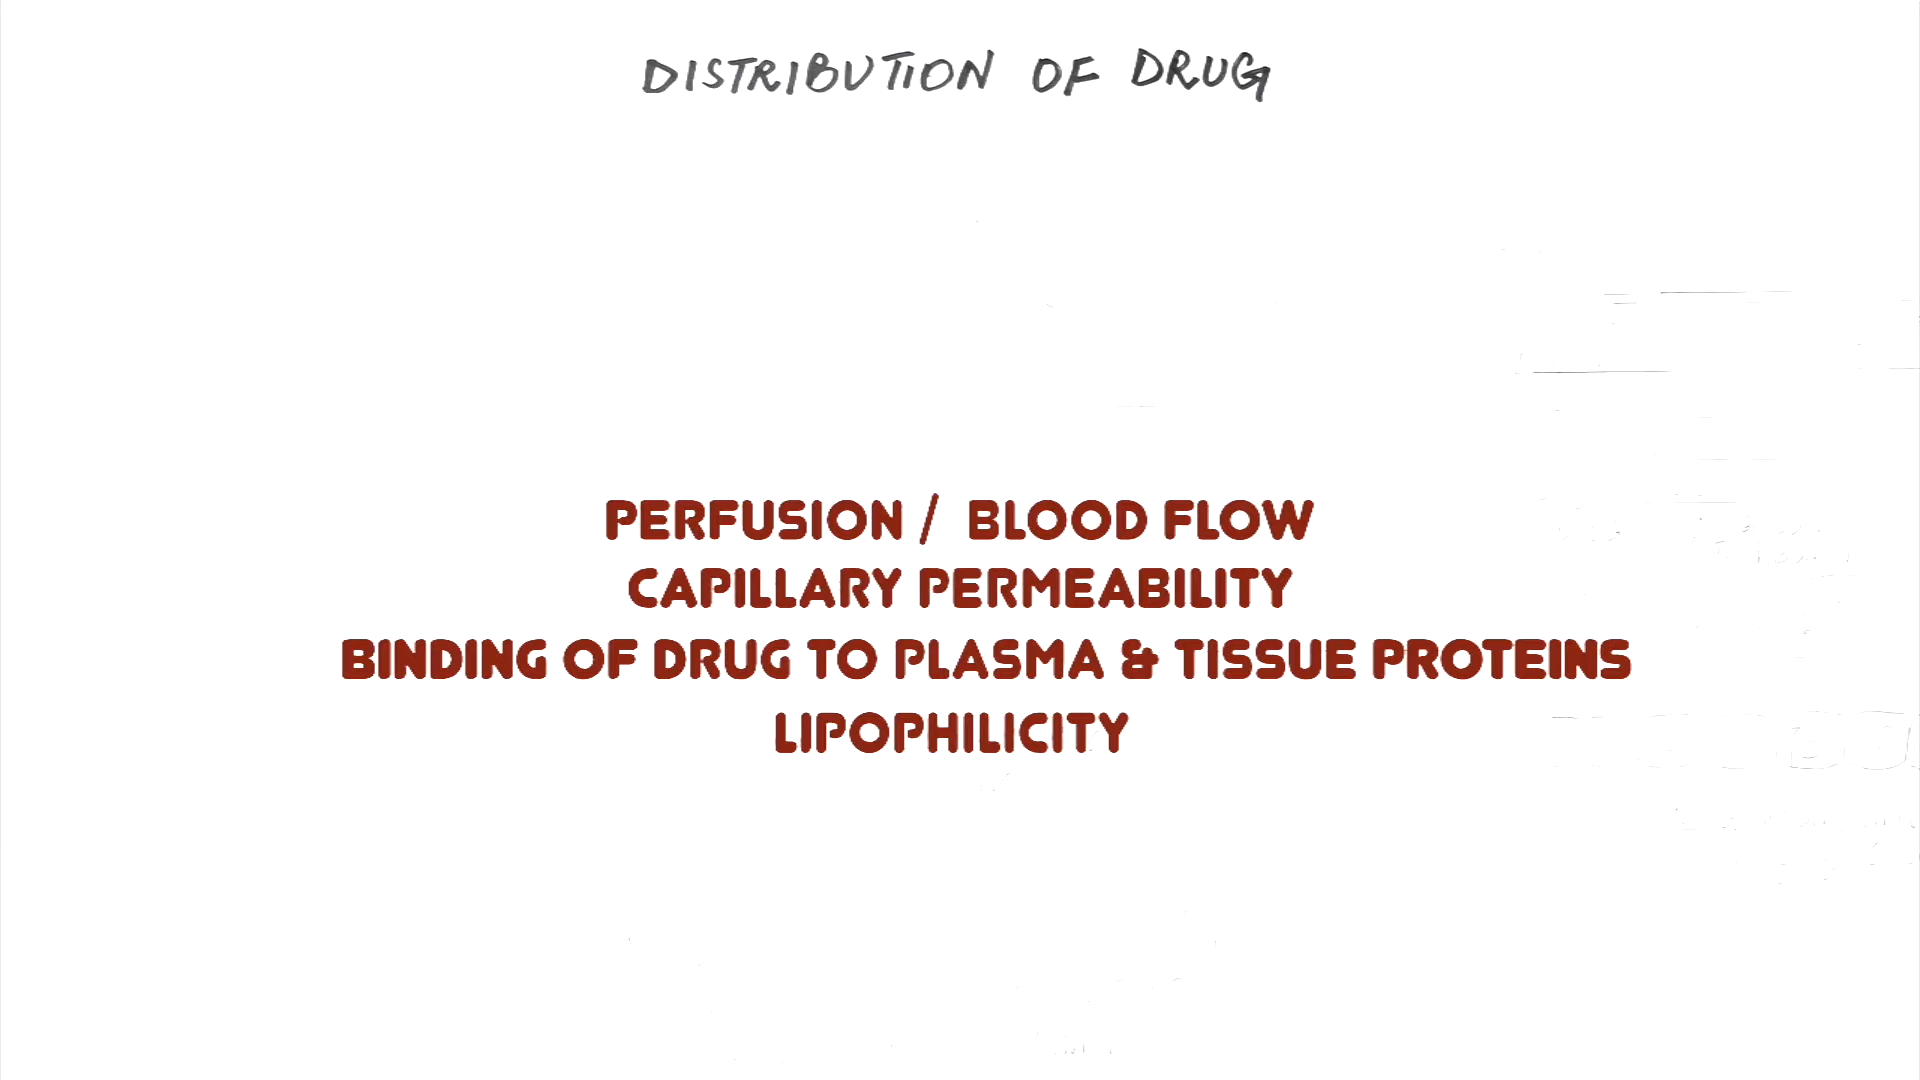 DISTRIBUTION OF DRUG
PERFUSION / BLOOD FLOW
CAPILLARY PERMEABILITY
BINDING OF DRUG TO PLASMA & TISSUE PROTEINS
LIPOPHILICITY